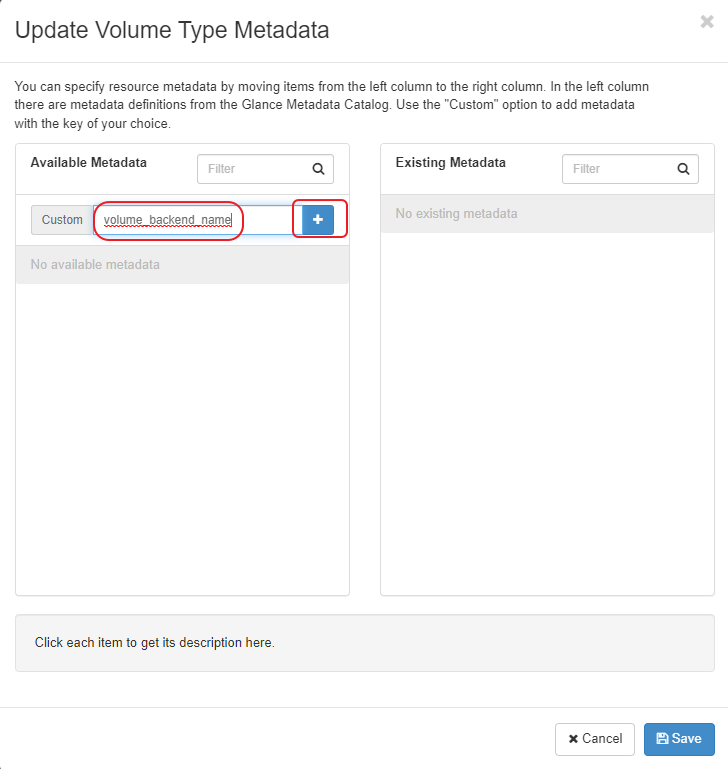 Update Volume Type Metadata
You can specify resource metadata by moving items from the left column to the right column. In the left column
there are metadata definitions from the Glance Metadata Catalog. Use the "Custom" option to add metadata
with the key of your choice.
Available Metadata
Filter
Custom
volume_backend_name
No available metadata
Existing Metadata
Filter
No existing metadata
Click each item to get its description here.
Cancel
Save